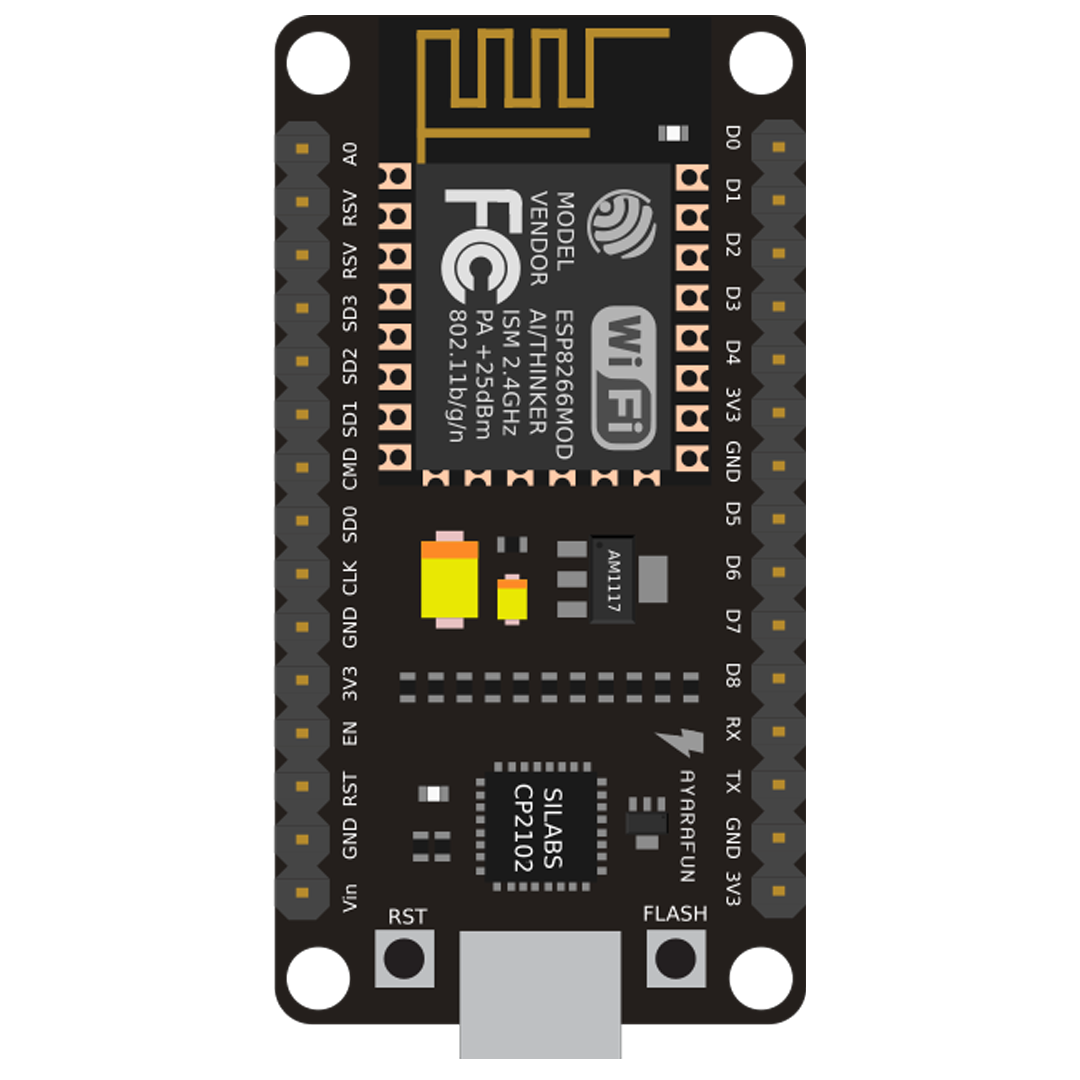 A0
RSV
RSV
SD3
SD2
SD1
CMD
SD0
CLK
GND
3V3
EN
RST
GND
Vin
D0
D1
D2
D3
D4
3V3
GND
D5
D6
D7
D8
RX
TX
GND
3V3
FC
WiFi
MODEL ESP8266MOD
VENDOR AI/THINKER
ISM 2.4GHz
PA +25dBm
802.11b/g/n
AM1117
SILABS
CP2102
AYARAFUN
RST
FLASH